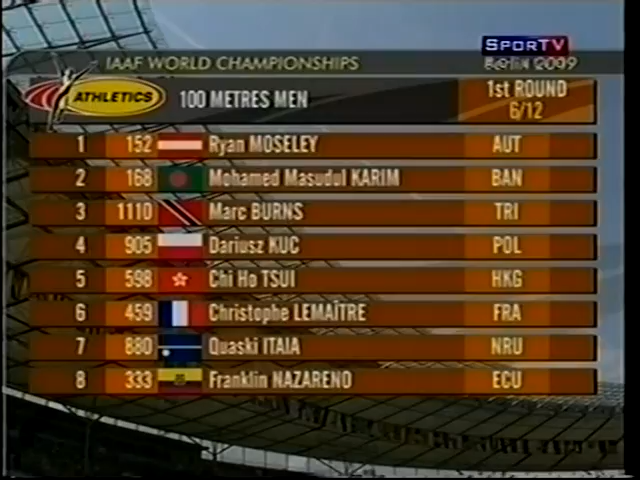 SPORTV
IAAF WORLD CHAMPIONSHIPS Berlin 2009
ATHLETICS 100 METRES MEN 1st ROUND
6/12
1 152 Ryan MOSELEY AUT
2 168 Mohamed Masudul KARIM BAN
3 1110 Marc BURNS TRI
4 905 Dariusz KUC POL
5 598 Chi Ho TSUI HKG
6 459 Christophe LEMAÎTRE FRA
7 880 Quaski ITAIA NRU
8 333 Franklin NAZARENO ECU